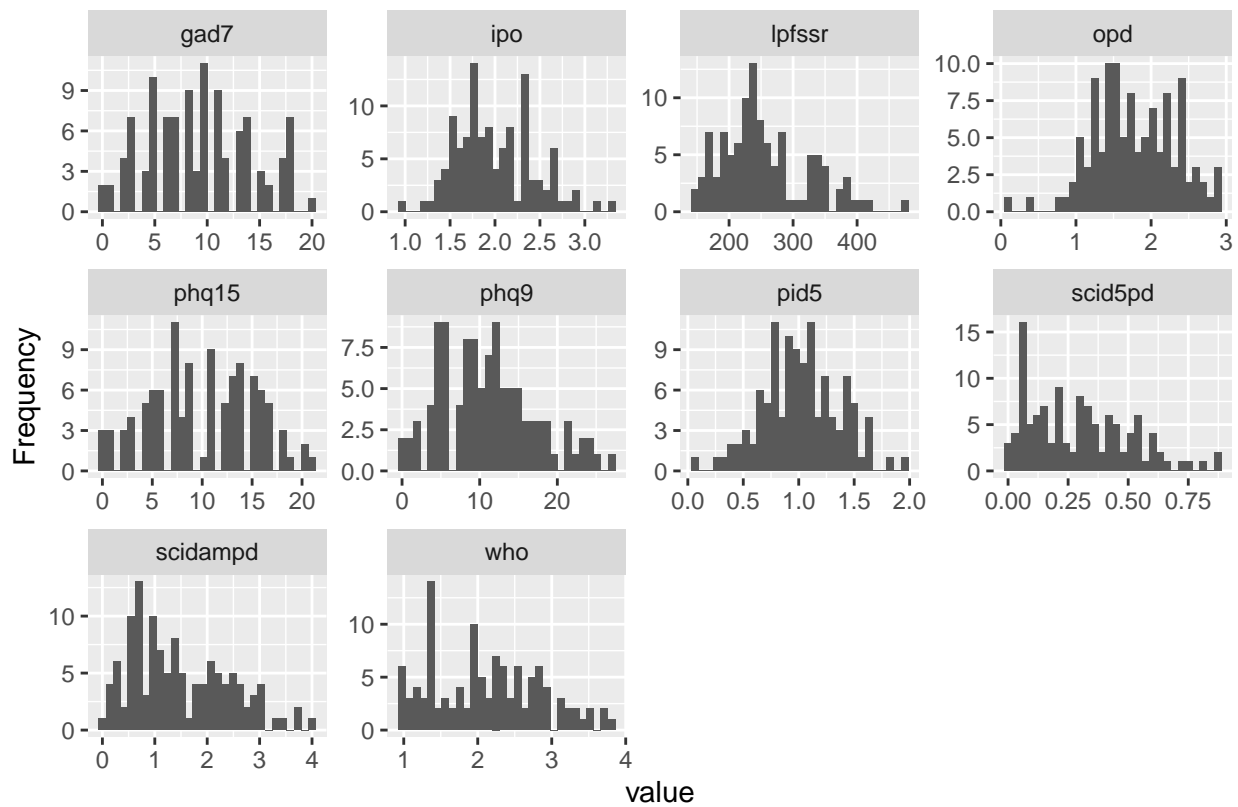 gad7 ipo lpfssr opd
9 6 3 0
10 5 0
10 5 0
10.0 7.5 5.0 2.5 0.0
0 5 10 15 20
1.0 1.5 2.0 2.5 3.0
200 300 400
0 1 2 3
phq15 phq9 pid5 scid5pd
9 6 3 0
7.5 5.0 2.5 0.0
9 6 3 0
15 10 5 0
0 5 10 15 20
0 10 20
0.0 0.5 1.0 1.5 2.0
0.00 0.25 0.50 0.75
scidampd who
10 5 0
10 5 0
0 1 2 3 4
1 2 3 4
Frequency
value